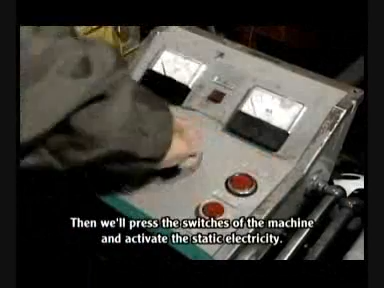 Then we'll press the switches of the machine
and activate the static electricity.